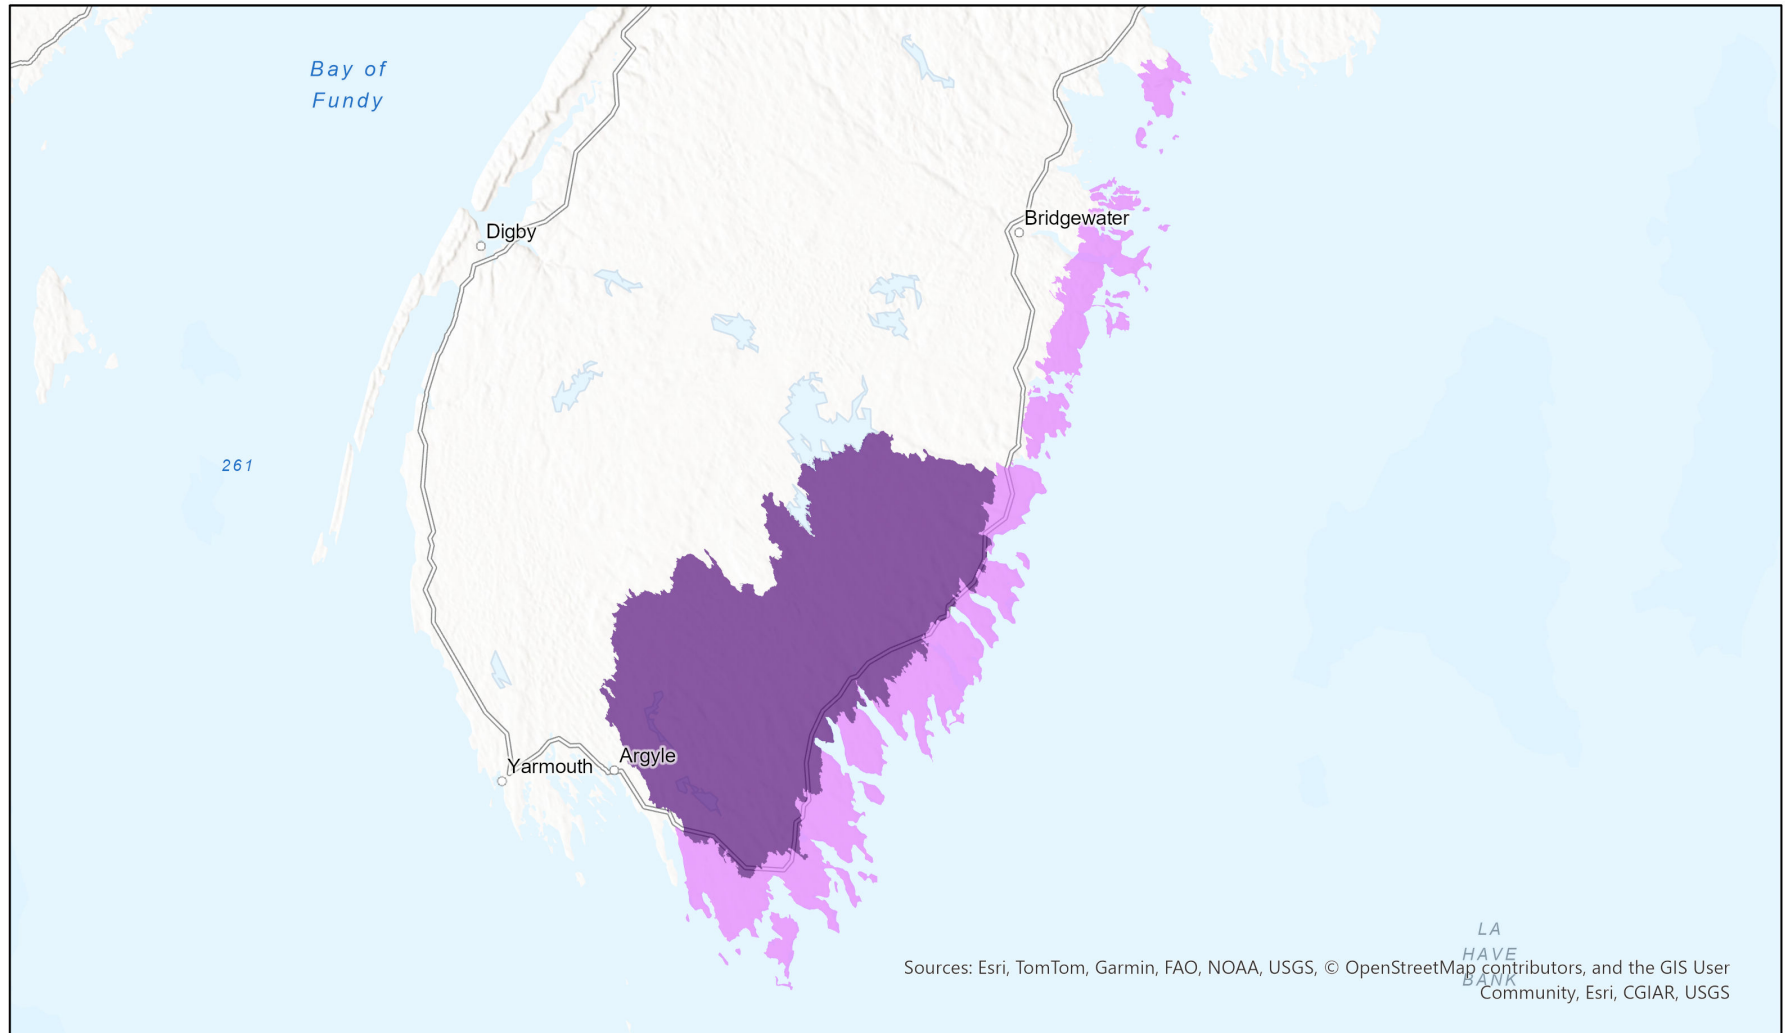 Bay of
Fundy
Bridgewater
Digby
261
Argyle
Yarmouth
LA
HAVE
BANK
Sources: Esri, TomTom, Garmin, FAO, NOAA, USGS, © OpenStreetMap contributors, and the GIS User
Community, Esri, CGIAR, USGS